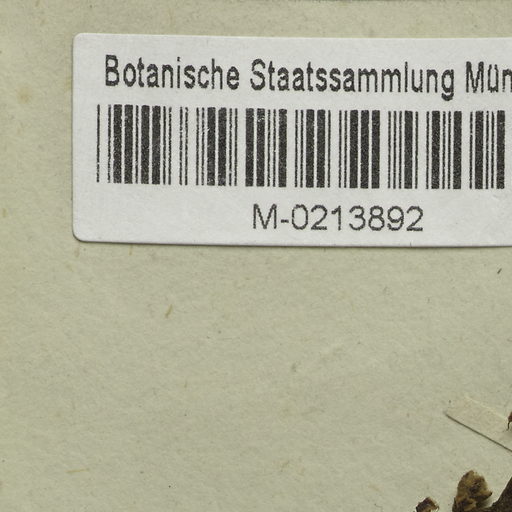 Botanische Staatssammlung Mün
M-0213892